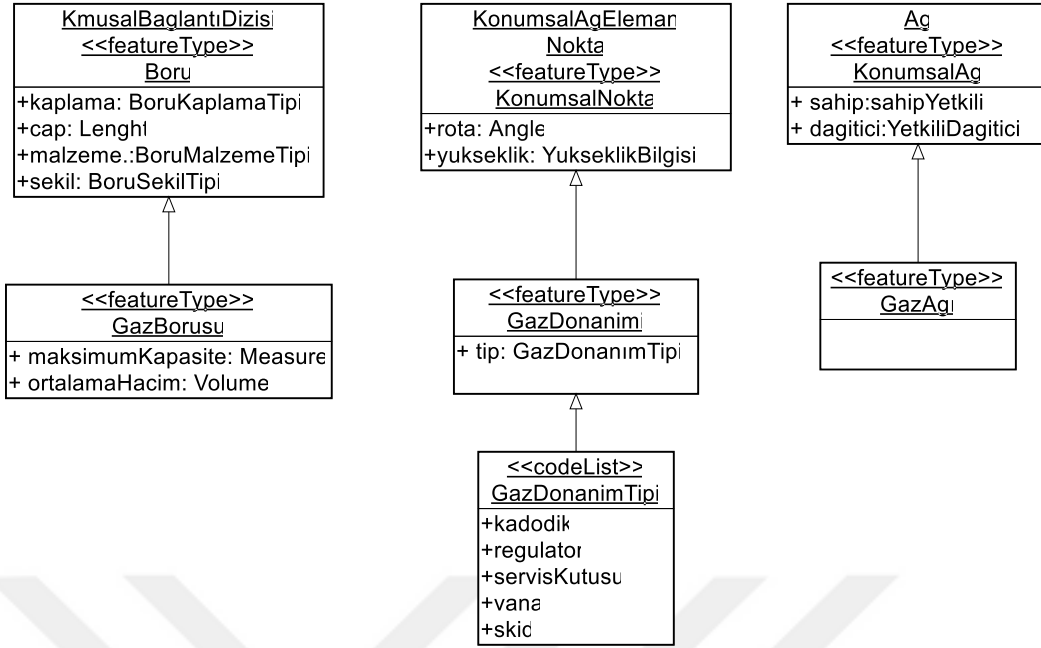 KmusalBaglantıDizisi
<<featureType>>
Boru
+kaplama: BoruKaplamaTipi
+cap: Lenght
+malzeme.:BoruMalzemeTipi
+sekil: BoruSekilTipi
<<featureType>>
GazBorusu
+ maksimumKapasite: Measure
+ ortalamaHacim: Volume
KonumsalAgEleman
Nokta
<<featureType>>
KonumsalNokta
+rota: Angle
+yukseklik: YukseklikBilgisi
<<featureType>>
GazDonanimi
+ tip: GazDonanımTipi
<<codeList>>
GazDonanimTipi
+kadodik
+regulator
+servisKutusu
+vana
+skid
Ag
<<featureType>>
KonumsalAg
+ sahip:sahipYetkili
+ dagitici:YetkiliDagitici
<<featureType>>
GazAgı